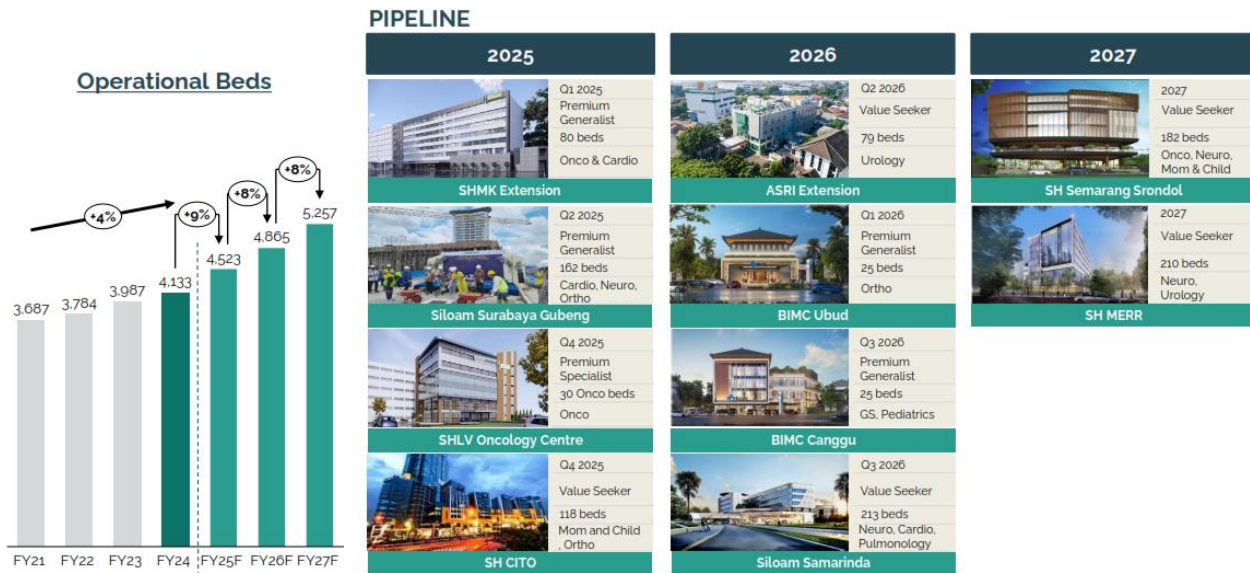 PIPELINE
Operational Beds
+4%
+9%
+8%
+8%
3.687
3.784
3.987
4.133
4.523
4.865
5.257
FY21
FY22
FY23
FY24
FY25F
FY26F
FY27F
2025
Q1 2025
Premium
Generalist
80 beds
Onco & Cardio
SHMK Extension
Q2 2025
Premium
Generalist
162 beds
Cardio, Neuro,
Ortho
Siloam Surabaya Gubeng
Q4 2025
Premium
Specialist
30 Onco beds
Onco
SHLV Oncology Centre
Q4 2025
Value Seeker
118 beds
Mom and Child
, Ortho
SH CITO
2026
Q2 2026
Value Seeker
79 beds
Urology
ASRI Extension
Q1 2026
Premium
Generalist
25 beds
Ortho
BIMC Ubud
Q3 2026
Premium
Generalist
25 beds
GS, Pediatrics
BIMC Canggu
Q3 2026
Value Seeker
213 beds
Neuro, Cardio,
Pulmonology
Siloam Samarinda
2027
2027
Value Seeker
182 beds
Onco, Neuro,
Mom & Child
SH Semarang Srondol
2027
Value Seeker
210 beds
Neuro,
Urology
SH MERR